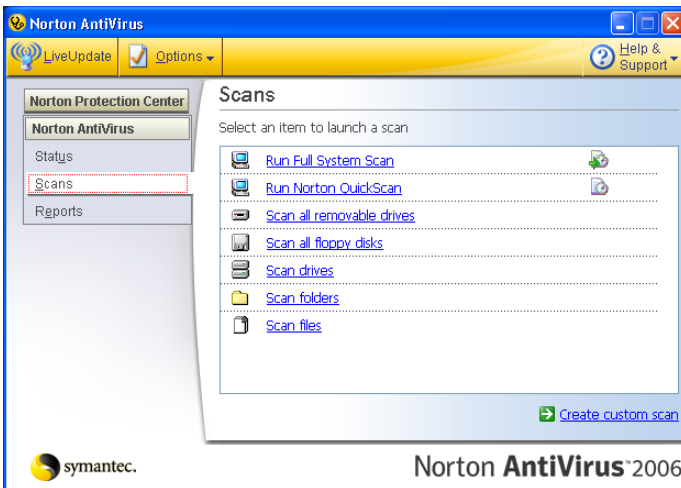 Norton AntiVirus
LiveUpdate
Options
Help &
Support
Norton Protection Center
Norton AntiVirus
Status
Scans
Reports
Scans
Select an item to launch a scan
Run Full System Scan
Run Norton QuickScan
Scan all removable drives
Scan all floppy disks
Scan drives
Scan folders
Scan files
Create custom scan
symantec.
Norton AntiVirus™2006